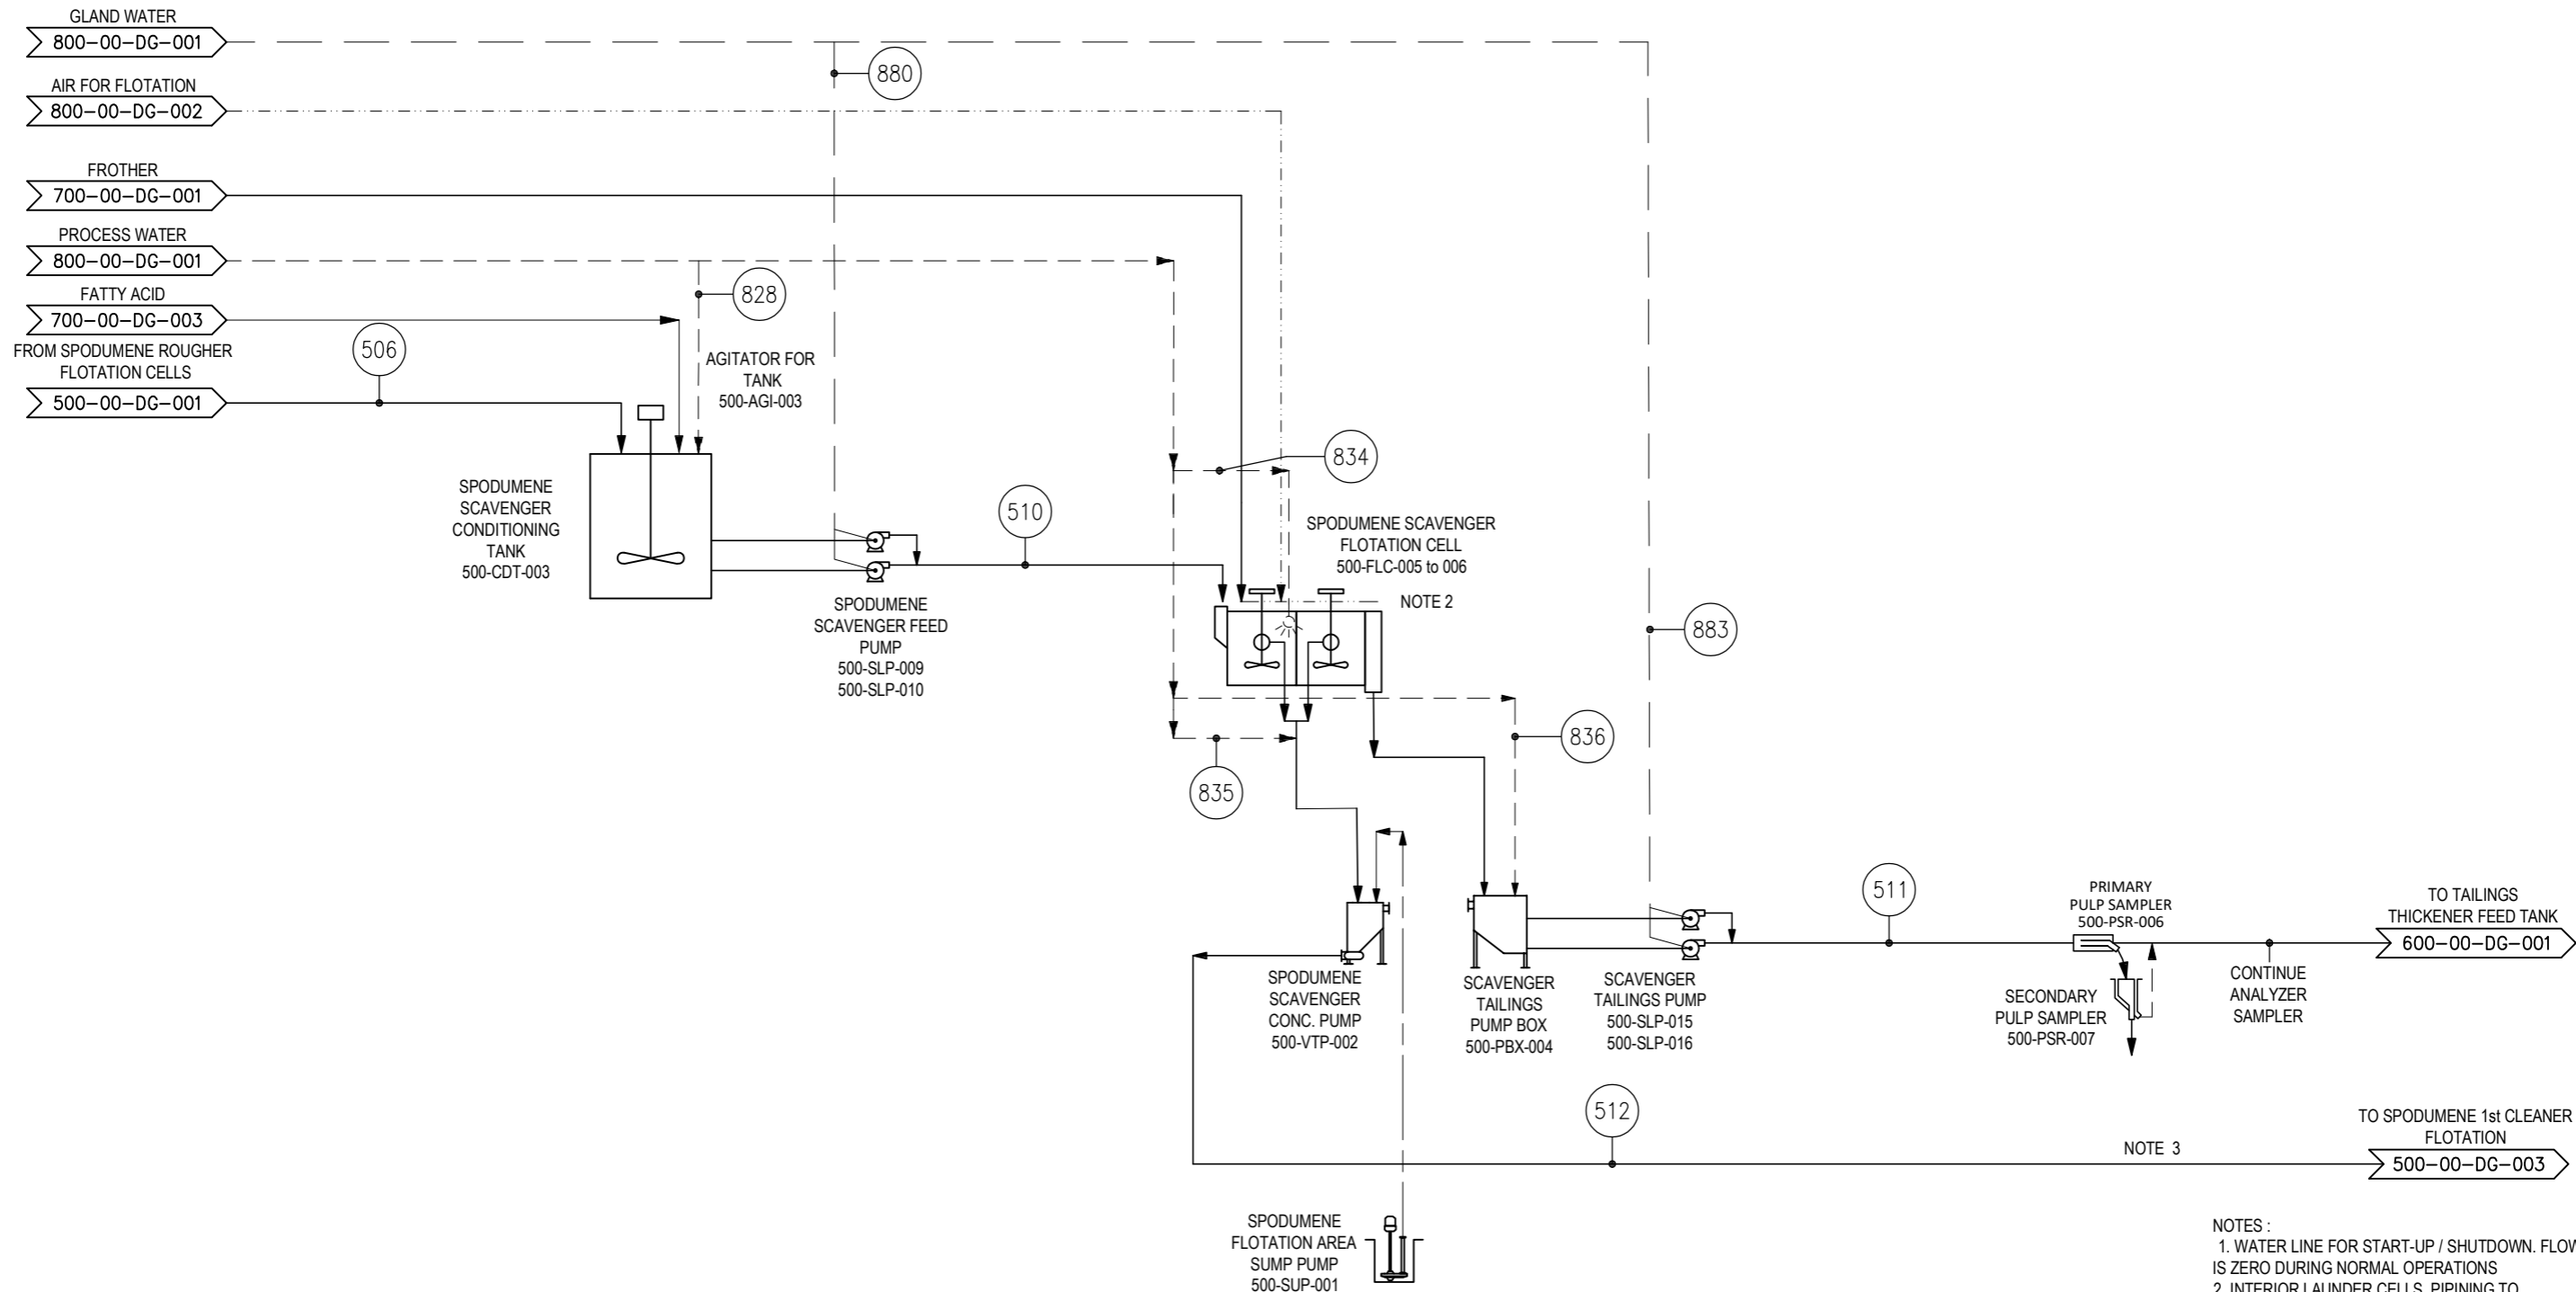 GLAND WATER
800-00-DG-001
880
AIR FOR FLOTATION
800-00-DG-002
FROTHER
700-00-DG-001
PROCESS WATER
800-00-DG-001
828
FATTY ACID
700-00-DG-003
FROM SPODUMENE ROUGHER
FLOTATION CELLS
500-00-DG-001
506
AGITATOR FOR
TANK
500-AGI-003
834
SPODUMENE
SCAVENGER
CONDITIONING
TANK
500-CDT-003
510
SPODUMENE SCAVENGER
FLOTATION CELL
500-FLC-005 to 006
NOTE 2
SPODUMENE
SCAVENGER FEED
PUMP
500-SLP-009
500-SLP-010
883
836
835
511
PRIMARY
PULP SAMPLER
500-PSR-006
TO TAILINGS
THICKENER FEED TANK
600-00-DG-001
SPODUMENE
SCAVENGER
CONC. PUMP
500-VTP-002
SCAVENGER
TAILINGS
PUMP BOX
500-PBX-004
SCAVENGER
TAILINGS PUMP
500-SLP-015
500-SLP-016
SECONDARY
PULP SAMPLER
500-PSR-007
CONTINUE
ANALYZER
SAMPLER
512
NOTE 3
TO SPODUMENE 1st CLEANER
FLOTATION
500-00-DG-003
SPODUMENE
FLOTATION AREA
SUMP PUMP
500-SUP-001
NOTES :
1. WATER LINE FOR START-UP / SHUTDOWN. FLOW
IS ZERO DURING NORMAL OPERATIONS
2. INTERIOR LAUNDER CELLS, PIPINING TO